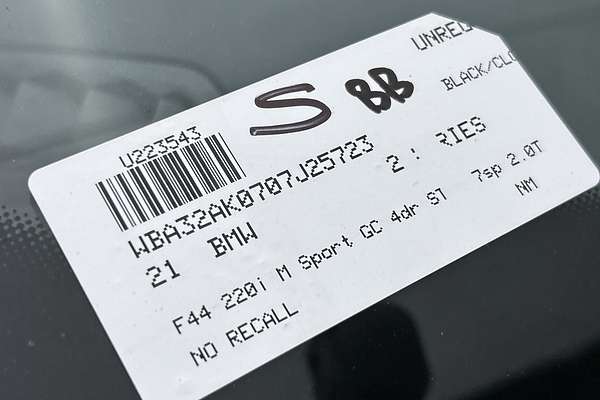 S BB UNREG
U223543 BLACK/CLO
WBA32AK0707J25723
21 BMW 2: RIES
F44 220i M Sport GC 4dr ST 7sp 2.0T
NO RECALL NM